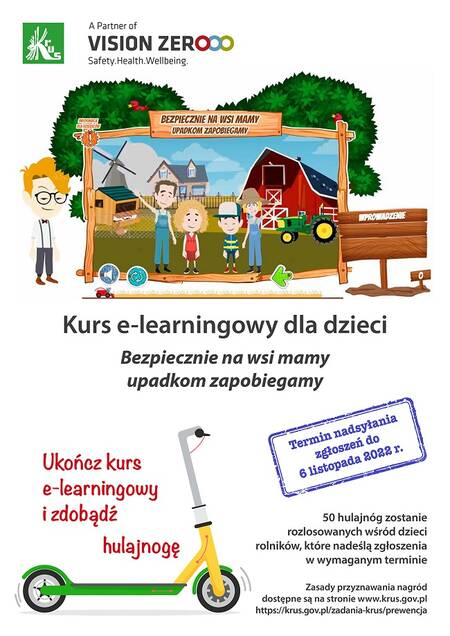 KRUS
A Partner of
VISION ZERO
Safety.Health.Wellbeing.
BEZPIECZNIE NA WSI MAMY
UPADKOM ZAPOBIEGAMY
WPROWADZENIE
0
Kurs e-learningowy dla dzieci
Bezpiecznie na wsi mamy
upadkom zapobiegamy
Termin nadsyłania
zgłoszeń do
6 listopada 2022 r.
Ukończ kurs
e-learningowy
i zdobądź
hulajnogę
50 hulajnóg zostanie
rozlosowanych wśród dzieci
rolników, które nadeślą zgłoszenia
w wymaganym terminie
Zasady przyznawania nagród
dostępne są na stronie www.krus.gov.pl
https://krus.gov.pl/zadania-krus/prewencja